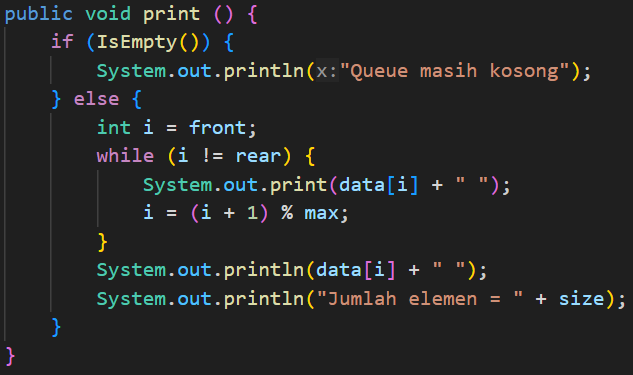 public void print () {
    if (IsEmpty()) {
        System.out.println(x:"Queue masih kosong");
    } else {
        int i = front;
        while (i != rear) {
            System.out.print(data[i] + " ");
            i = (i + 1) % max;
        }
        System.out.println(data[i] + " ");
        System.out.println("Jumlah elemen = " + size);
    }
}